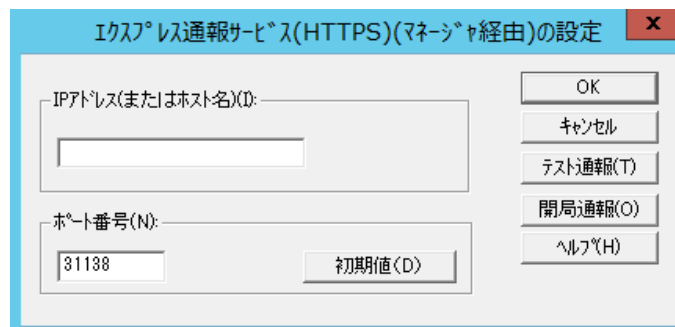 ｴｸｽﾌﾟﾚｽ通報ｻｰﾋﾞｽ(HTTPS)(ﾏﾈｰｼﾞｬ経由)の設定
x
IPｱﾄﾞﾚｽ(またはホスト名)(I):
OK
ｷｬﾝｾﾙ
テスト通報(T)
開局通報(O)
ﾍﾙﾌﾟ(H)
ﾎﾟｰﾄ番号(N):
31138
初期値(D)